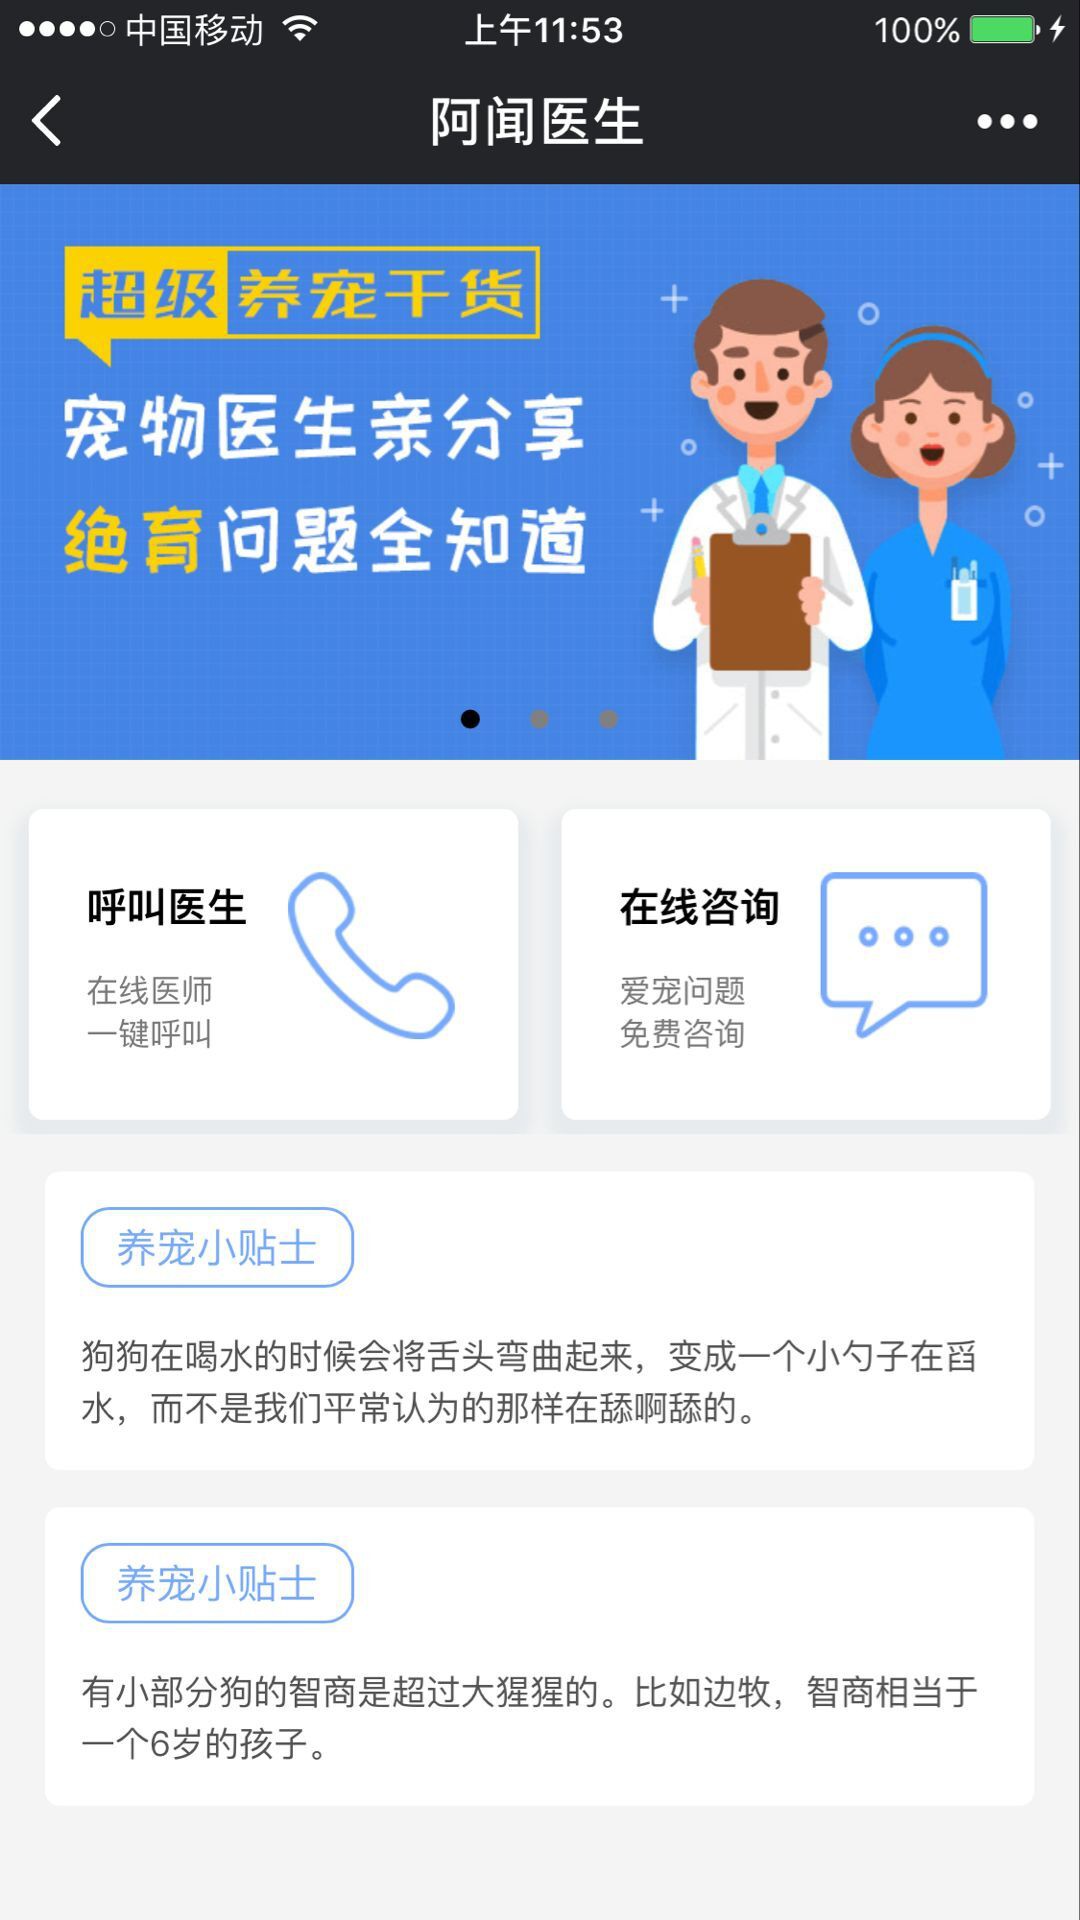 中国移动
上午11:53
100%
阿闻医生
超级养宠干货
宠物医生亲分享
绝育问题全知道
呼叫医生
在线医师
一键呼叫
在线咨询
爱宠问题
免费咨询
养宠小贴士
狗狗在喝水的时候会将舌头弯曲起来，变成一个小勺子在舀
水，而不是我们平常认为的那样在舔啊舔的。
养宠小贴士
有小部分狗的智商是超过大猩猩的。比如边牧，智商相当于
一个6岁的孩子。